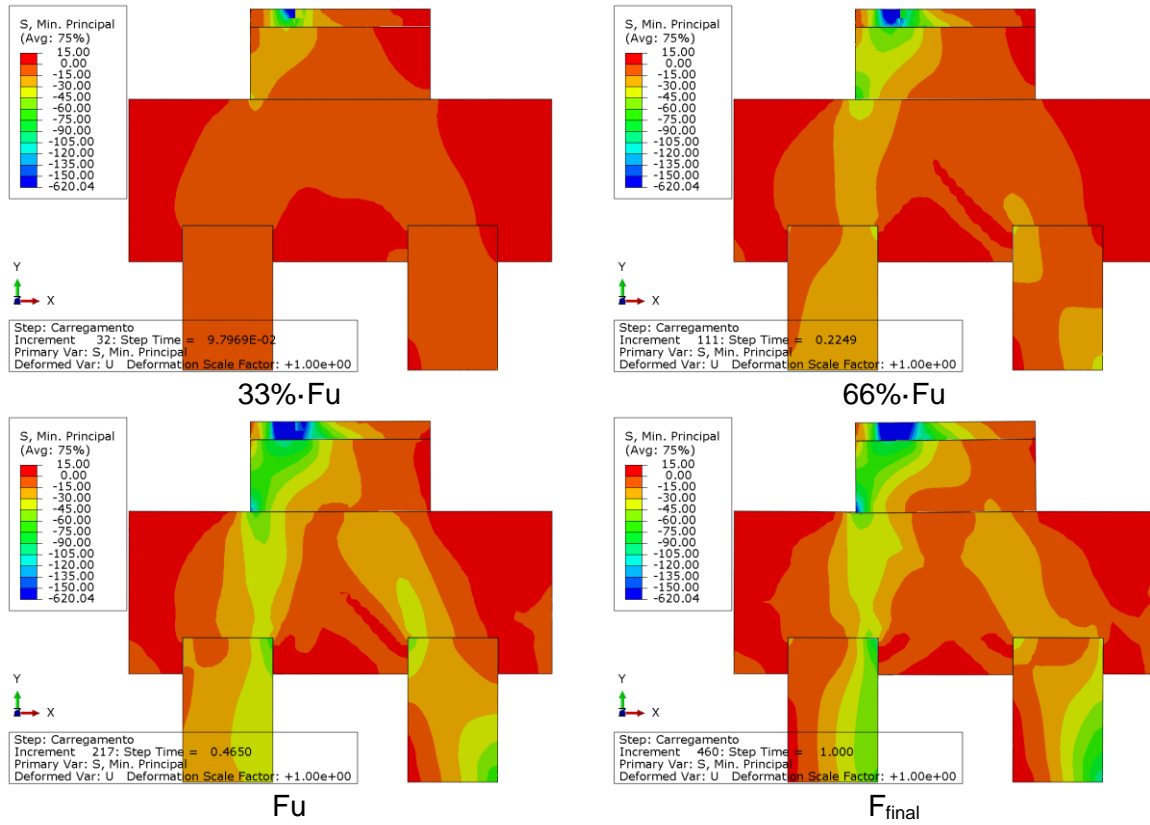 S, Min. Principal
(Avg: 75%)
15.00
0.00
-15.00
-30.00
-45.00
-60.00
-75.00
-90.00
-105.00
-120.00
-135.00
-150.00
-620.04
Y
X
Step: Carregamento
Increment 32: Step Time = 9.7969E-02
Primary Var: S, Min. Principal
Deformed Var: U Deformation Scale Factor: +1.00e+00
33%·Fu
S, Min. Principal
(Avg: 75%)
15.00
0.00
-15.00
-30.00
-45.00
-60.00
-75.00
-90.00
-105.00
-120.00
-135.00
-150.00
-620.04
Y
X
Step: Carregamento
Increment 111: Step Time = 0.2249
Primary Var: S, Min. Principal
Deformed Var: U Deformation Scale Factor: +1.00e+00
66%·Fu
S, Min. Principal
(Avg: 75%)
15.00
0.00
-15.00
-30.00
-45.00
-60.00
-75.00
-90.00
-105.00
-120.00
-135.00
-150.00
-620.04
Y
X
Step: Carregamento
Increment 217: Step Time = 0.4650
Primary Var: S, Min. Principal
Deformed Var: U Deformation Scale Factor: +1.00e+00
Fu
S, Min. Principal
(Avg: 75%)
15.00
0.00
-15.00
-30.00
-45.00
-60.00
-75.00
-90.00
-105.00
-120.00
-135.00
-150.00
-620.04
Y
X
Step: Carregamento
Increment 460: Step Time = 1.000
Primary Var: S, Min. Principal
Deformed Var: U Deformation Scale Factor: +1.00e+00
Ffinal